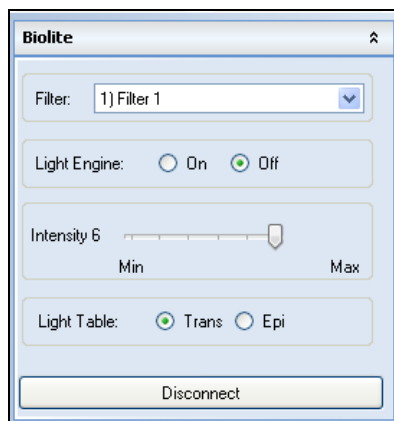 Biolite
Filter: 1) Filter 1
Light Engine: On Off
Intensity 6
Min Max
Light Table: Trans Epi
Disconnect